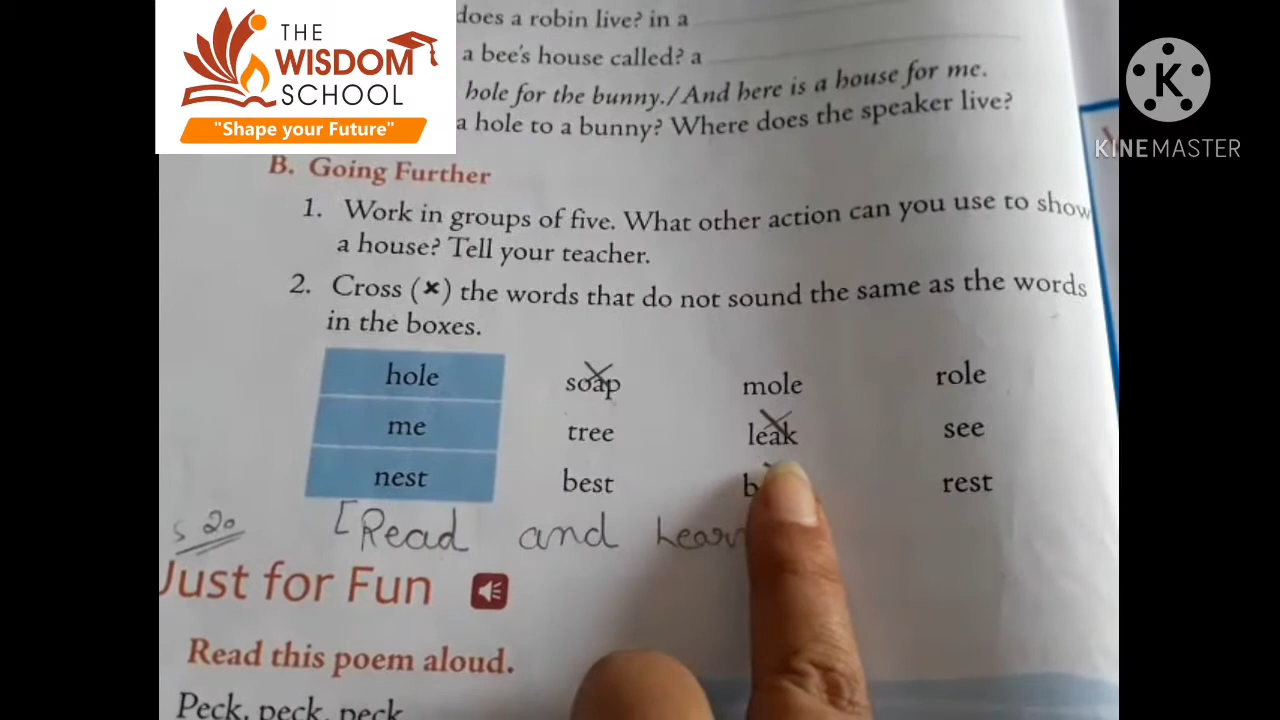 THE
WISDOM
SCHOOL
"Shape your Future"
K
KINEMASTER
does a robin live? in a
a bee's house called? a
hole for the bunny./And here is a house for me.
a hole to a bunny? Where does the speaker live?
B. Going Further
1. Work in groups of five. What other action can you use to show
a house? Tell your teacher.
2. Cross (×) the words that do not sound the same as the words
in the boxes.
hole soap mole role
me tree leak see
nest best rest
[Read and
Just for Fun
Read this poem aloud.
Peck, peck, peck